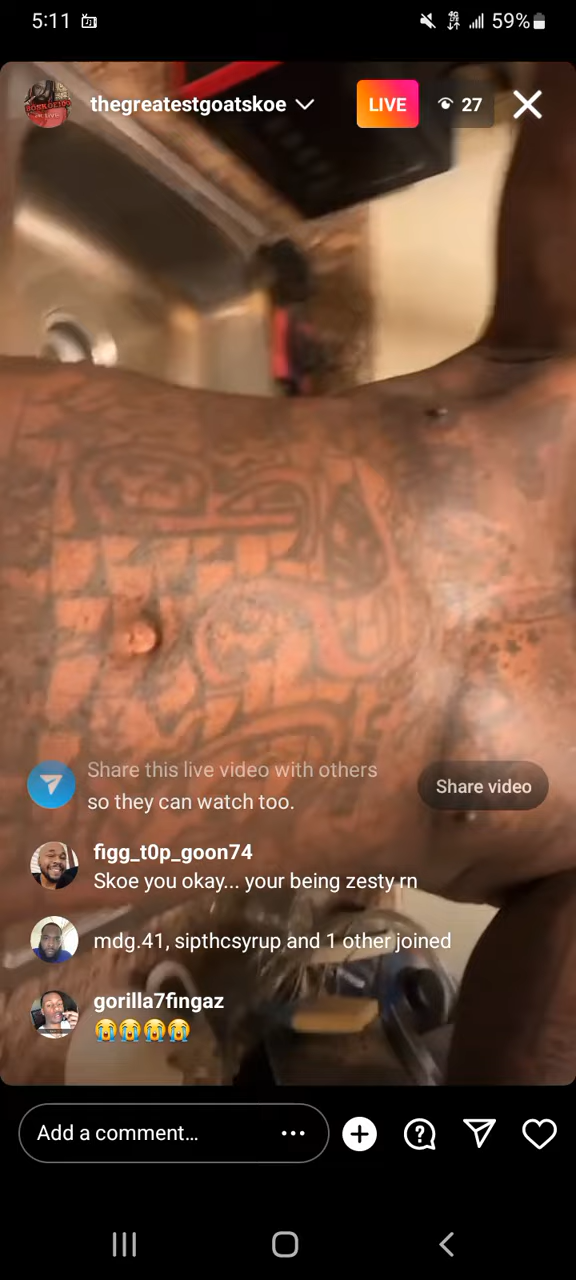 5:11
59%
thegreatestgoatskoe
LIVE
27
Share this live video with others
so they can watch too.
Share video
figg_t0p_goon74
Skoe you okay... your being zesty rn
mdg.41, sipthcsyrup and 1 other joined
gorilla7fingaz
😭😭😭😭
Add a comment...